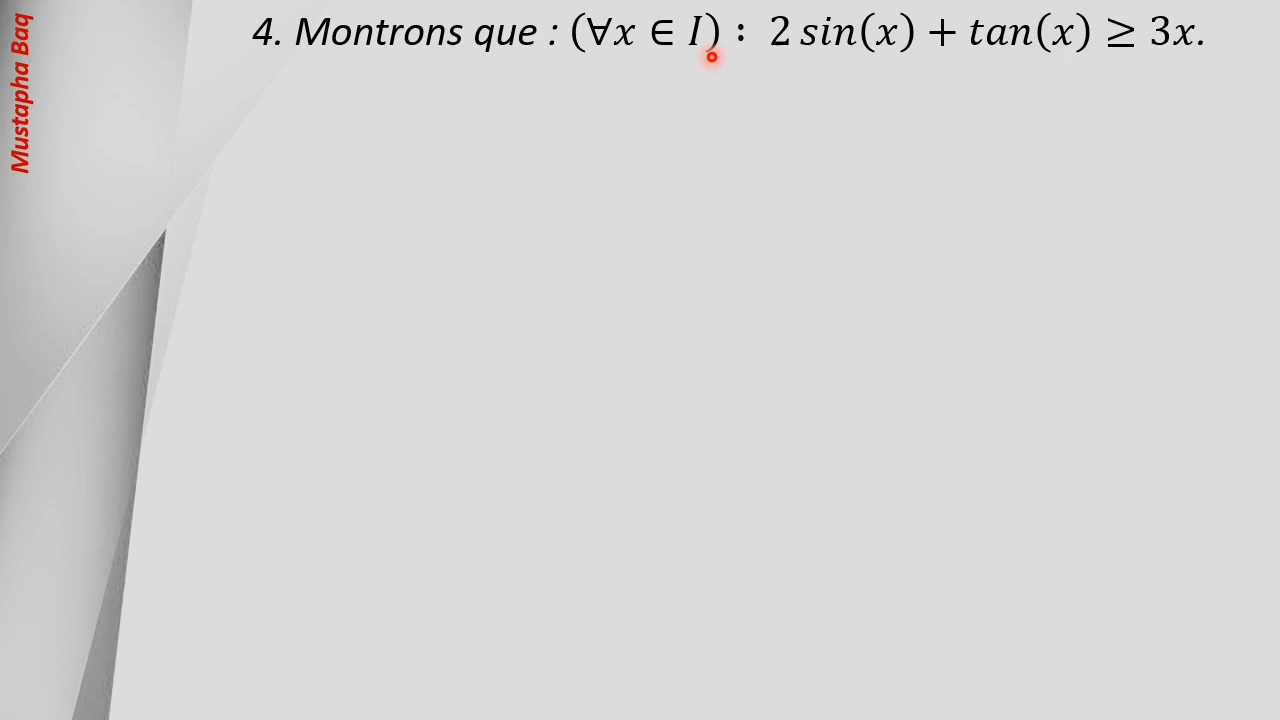 4. Montrons que : (∀x ∈ I) : 2 sin(x) + tan(x) ≥ 3x.
Mustapha Baq